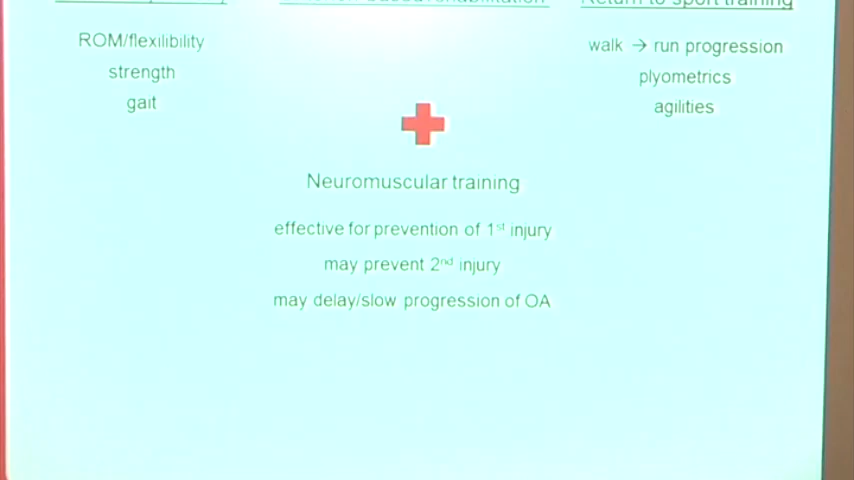 Return to sport training
ROM/flexilibility
strength
gait
walk → run progression
plyometrics
agilities
Neuromuscular training
effective for prevention of 1st injury
may prevent 2nd injury
may delay/slow progression of OA